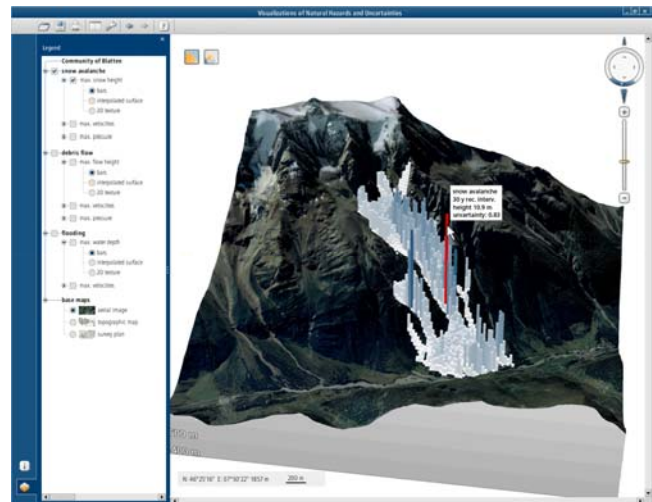 Visualizations of Natural Hazards and Uncertainties
Legend
Community of Blatten
snow avalanche
max. snow height
bars
interpolated surface
2D texture
max. velocities
max. pressure
debris flow
max. flow height
bars
interpolated surface
2D texture
max. velocities
max. pressure
flooding
max. water depth
bars
interpolated surface
2D texture
max. velocities
base maps
aerial image
topographic map
survey plan
snow avalanche
30 y rec. interv.
height 10.9 m
uncertainty: 0.83
200 m